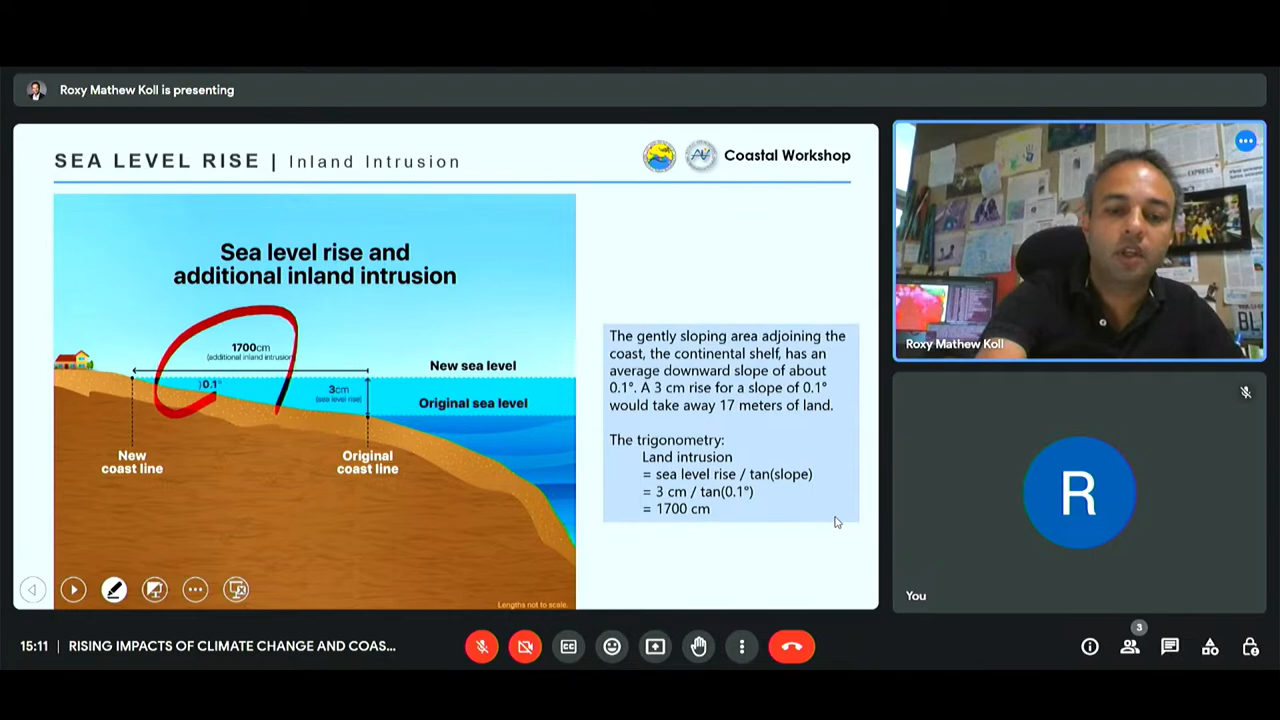 Roxy Mathew Koll is presenting
SEA LEVEL RISE | Inland Intrusion
Coastal Workshop
Sea level rise and
additional inland intrusion
1700cm
(additional inland intrusion)
New sea level
0.1°
3cm
(sea level rise)
Original sea level
New
coast line
Original
coast line
Lengths not to scale.
The gently sloping area adjoining the
coast, the continental shelf, has an
average downward slope of about
0.1°. A 3 cm rise for a slope of 0.1°
would take away 17 meters of land.
The trigonometry:
Land intrusion
= sea level rise / tan(slope)
= 3 cm / tan(0.1°)
= 1700 cm
EXPRESS
Roxy Mathew Koll
R
You
15:11 | RISING IMPACTS OF CLIMATE CHANGE AND COAS...
3